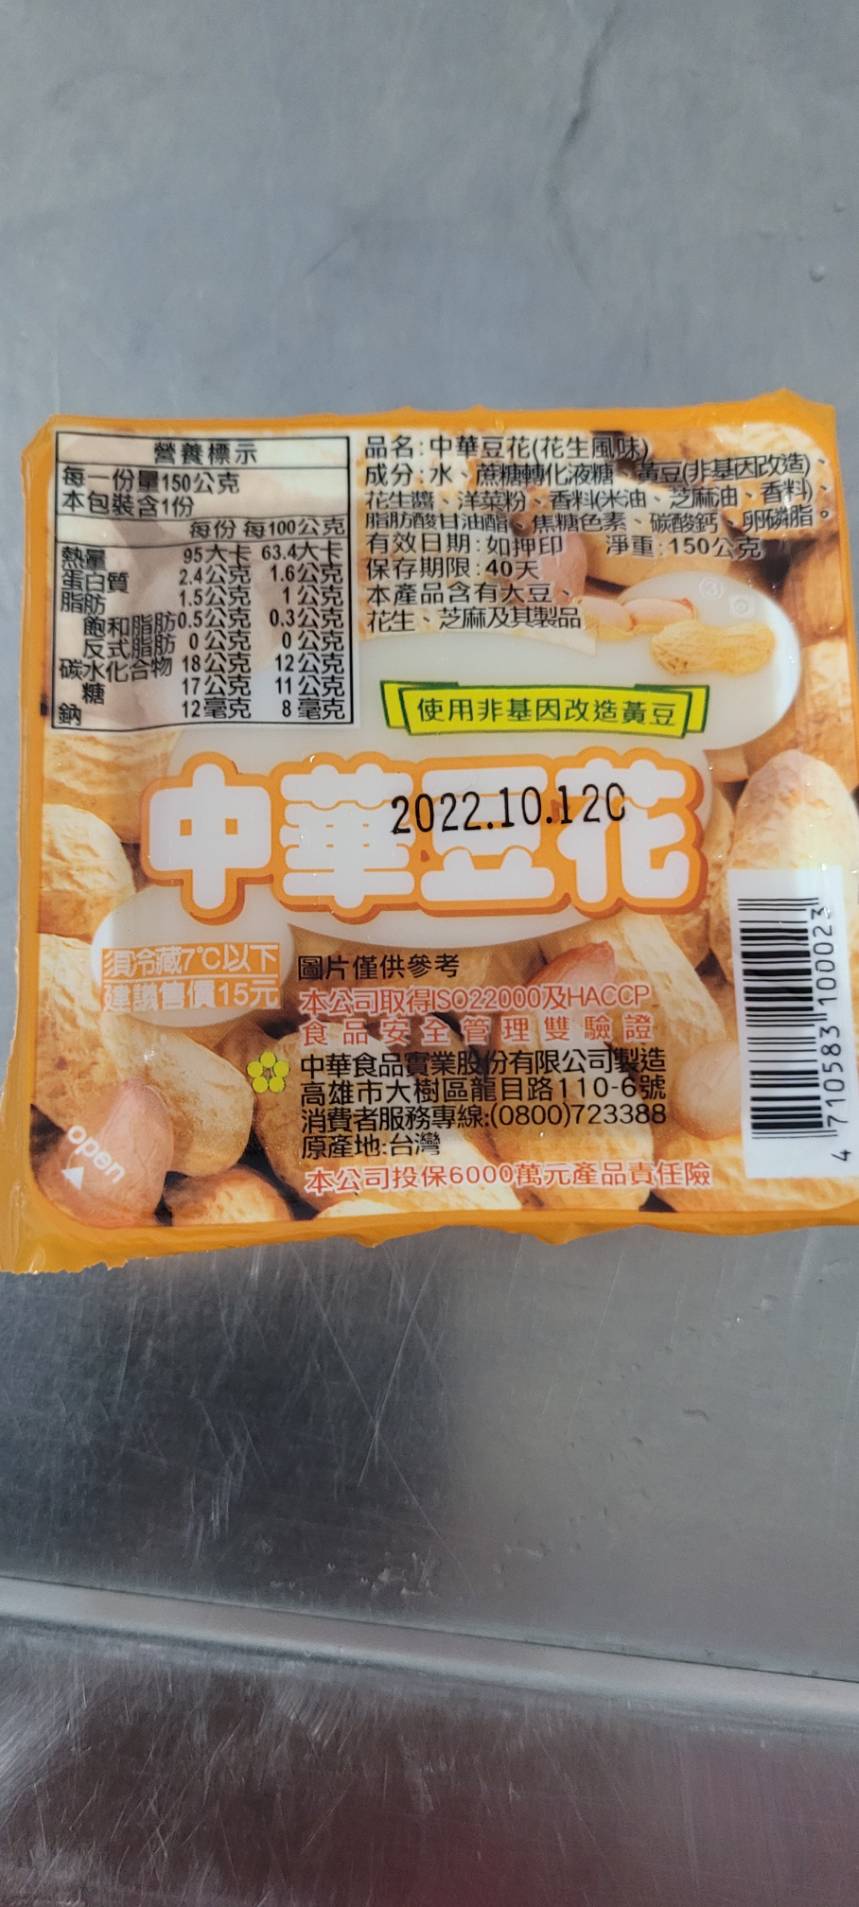 營養標示
每一份量150公克
本包裝含1份
每份 每100公克
熱量 95大卡 63.4大卡
蛋白質 2.4公克 1.6公克
脂肪 1.5公克 1公克
飽和脂肪 0.5公克 0.3公克
反式脂肪 0公克 0公克
碳水化合物 18公克 12公克
糖 17公克 11公克
鈉 12毫克 8毫克
品名:中華豆花(花生風味)
成分:水、蔗糖轉化液糖、黃豆(非基因改造)、
花生醬、洋菜粉、香料(米油、芝麻油、香料)、
脂肪酸甘油酯、焦糖色素、碳酸鈣、卵磷脂。
有效日期:如押印 淨重:150公克
保存期限:40天
本產品含有大豆、
花生、芝麻及其製品
使用非基因改造黃豆
中華豆花
2022.10.12C
須冷藏7℃以下
建議售價15元
圖片僅供參考
本公司取得ISO22000及HACCP
食品安全管理雙驗證
中華食品實業股份有限公司製造
高雄市大樹區龍目路110-6號
消費者服務專線:(0800)723388
原產地:台灣
本公司投保6000萬元產品責任險
open
4 710583 100023